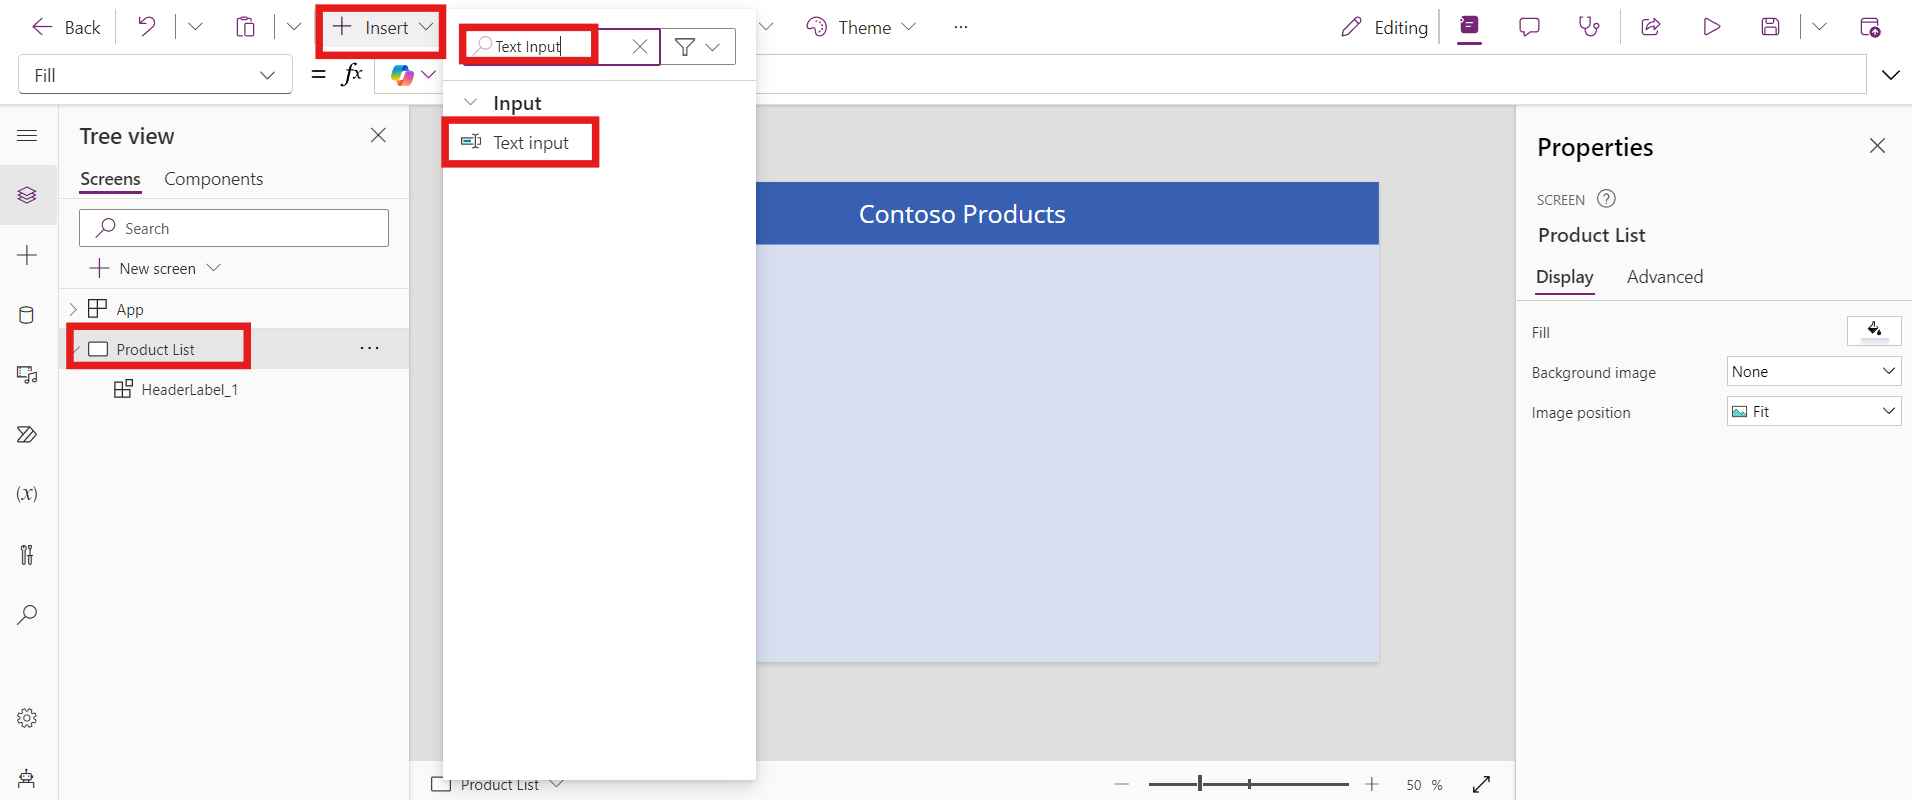 Back
Insert
Text Input
Theme
...
Editing
Fill
= fx
Input
Text input
Tree view
Screens
Components
Search
New screen
App
Product List
...
HeaderLabel_1
(x)
Contoso Products
Properties
SCREEN ?
Product List
Display
Advanced
Fill
Background image
None
Image position
Fit
Product List
50 %